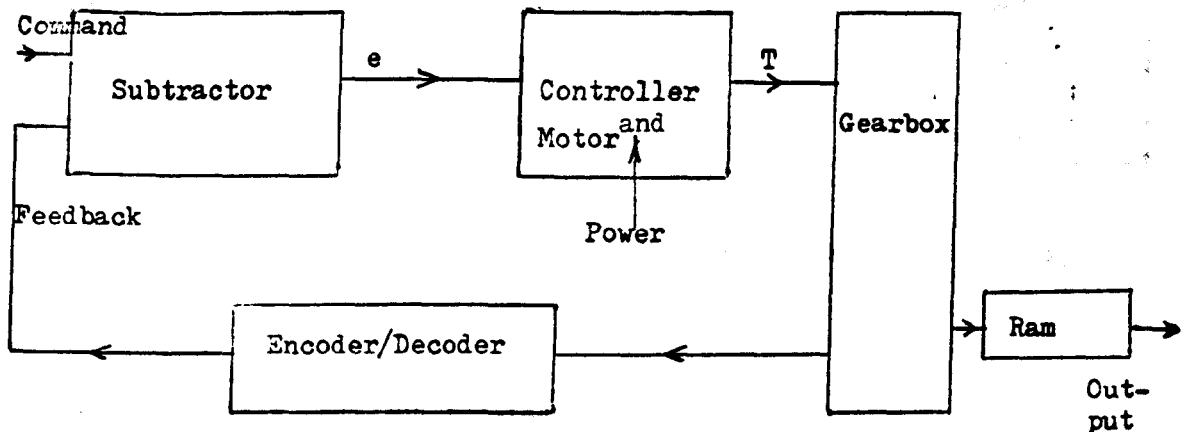 Command
Subtractor
e
Controller
and
Motor
Power
T
Gearbox
Feedback
Encoder/Decoder
Ram
Out-
put